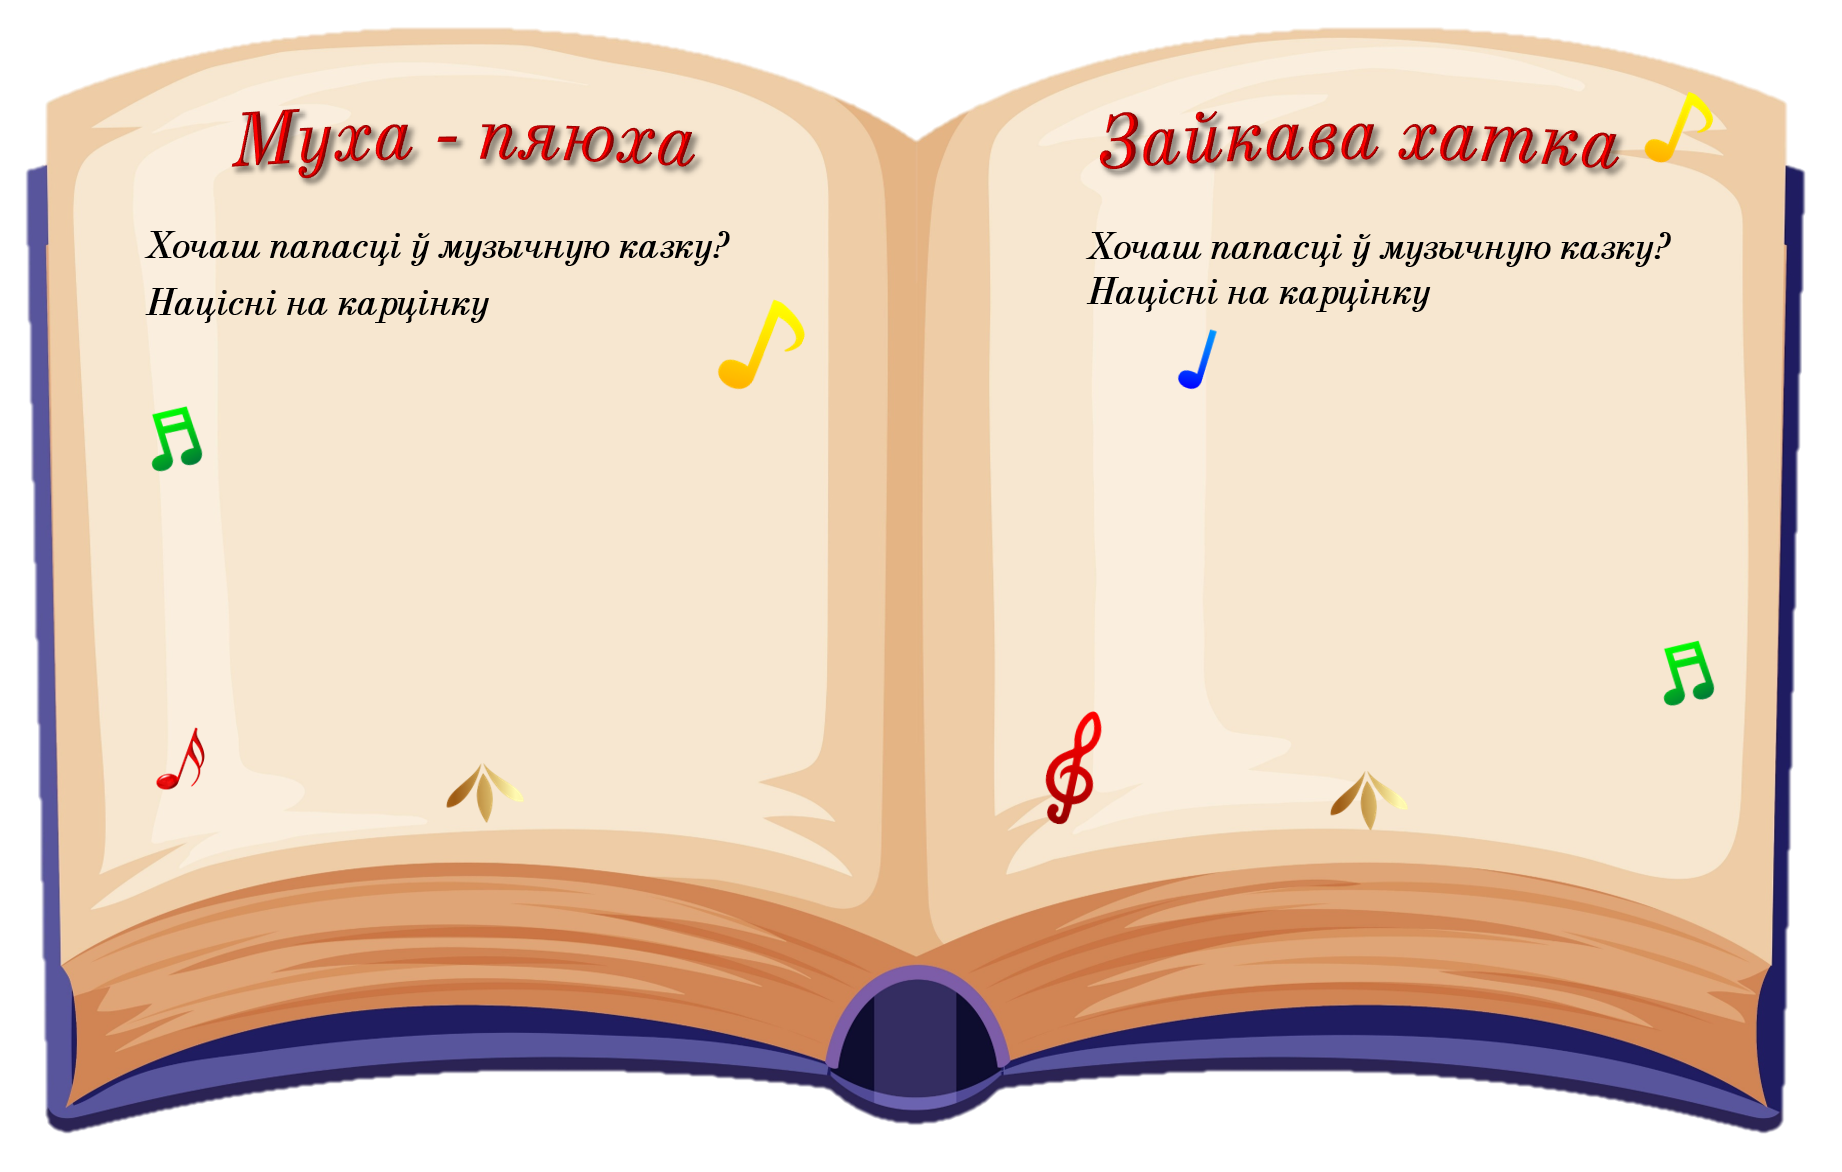 Муха - пяюха
Хочаш папасці ў музычную казку?
Націсні на карцінку
Зайкава хатка
Хочаш папасці ў музычную казку?
Націсні на карцінку